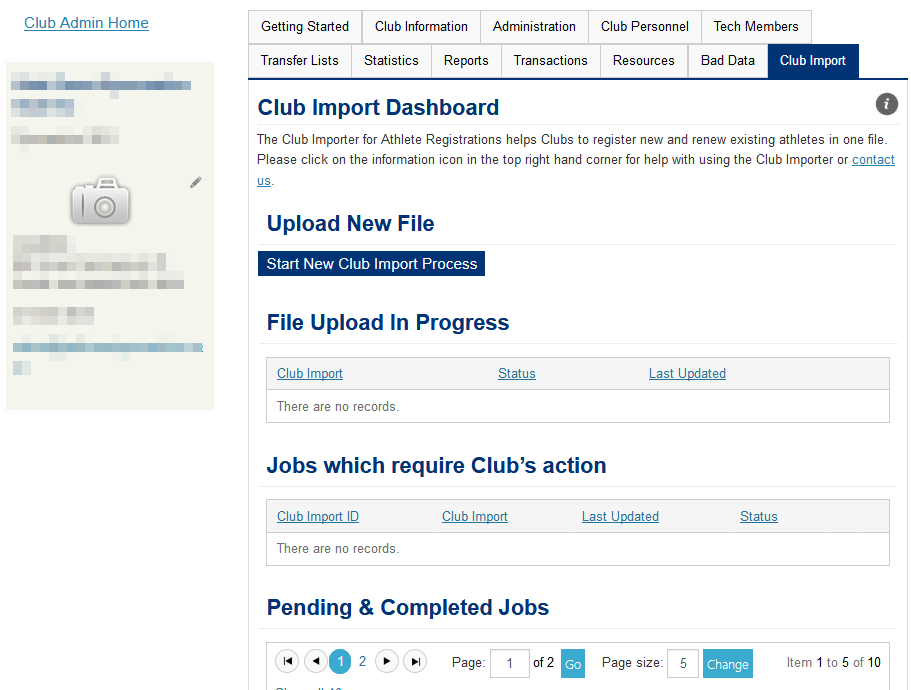 Club Admin Home
Getting Started Club Information Administration Club Personnel Tech Members
Transfer Lists Statistics Reports Transactions Resources Bad Data Club Import
Club Import Dashboard
i
The Club Importer for Athlete Registrations helps Clubs to register new and renew existing athletes in one file.
Please click on the information icon in the top right hand corner for help with using the Club Importer or contact
us.
Upload New File
Start New Club Import Process
File Upload In Progress
Club Import Status Last Updated
There are no records.
Jobs which require Club’s action
Club Import ID Club Import Last Updated Status
There are no records.
Pending & Completed Jobs
1 2 Page: 1 of 2 Go Page size: 5 Change Item 1 to 5 of 10